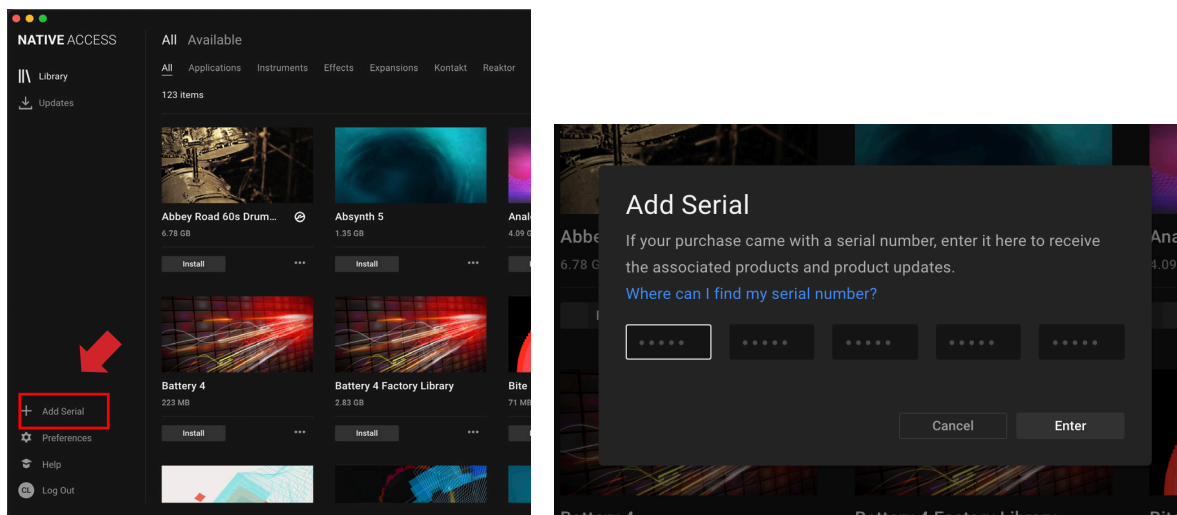 NATIVE ACCESS
Library
Updates
Add Serial
Preferences
Help
CL Log Out
All Available
All Applications Instruments Effects Expansions Kontakt Reaktor
123 items
Abbey Road 60s Drum... Absynth 5
6.78 GB 1.35 GB 4.09
Install Install
Battery 4 Battery 4 Factory Library Bite
223 MB 2.83 GB 71 MB
Install Install
Add Serial
If your purchase came with a serial number, enter it here to receive
the associated products and product updates.
Where can I find my serial number?
Cancel Enter
Abbe
6.78 G 4.09